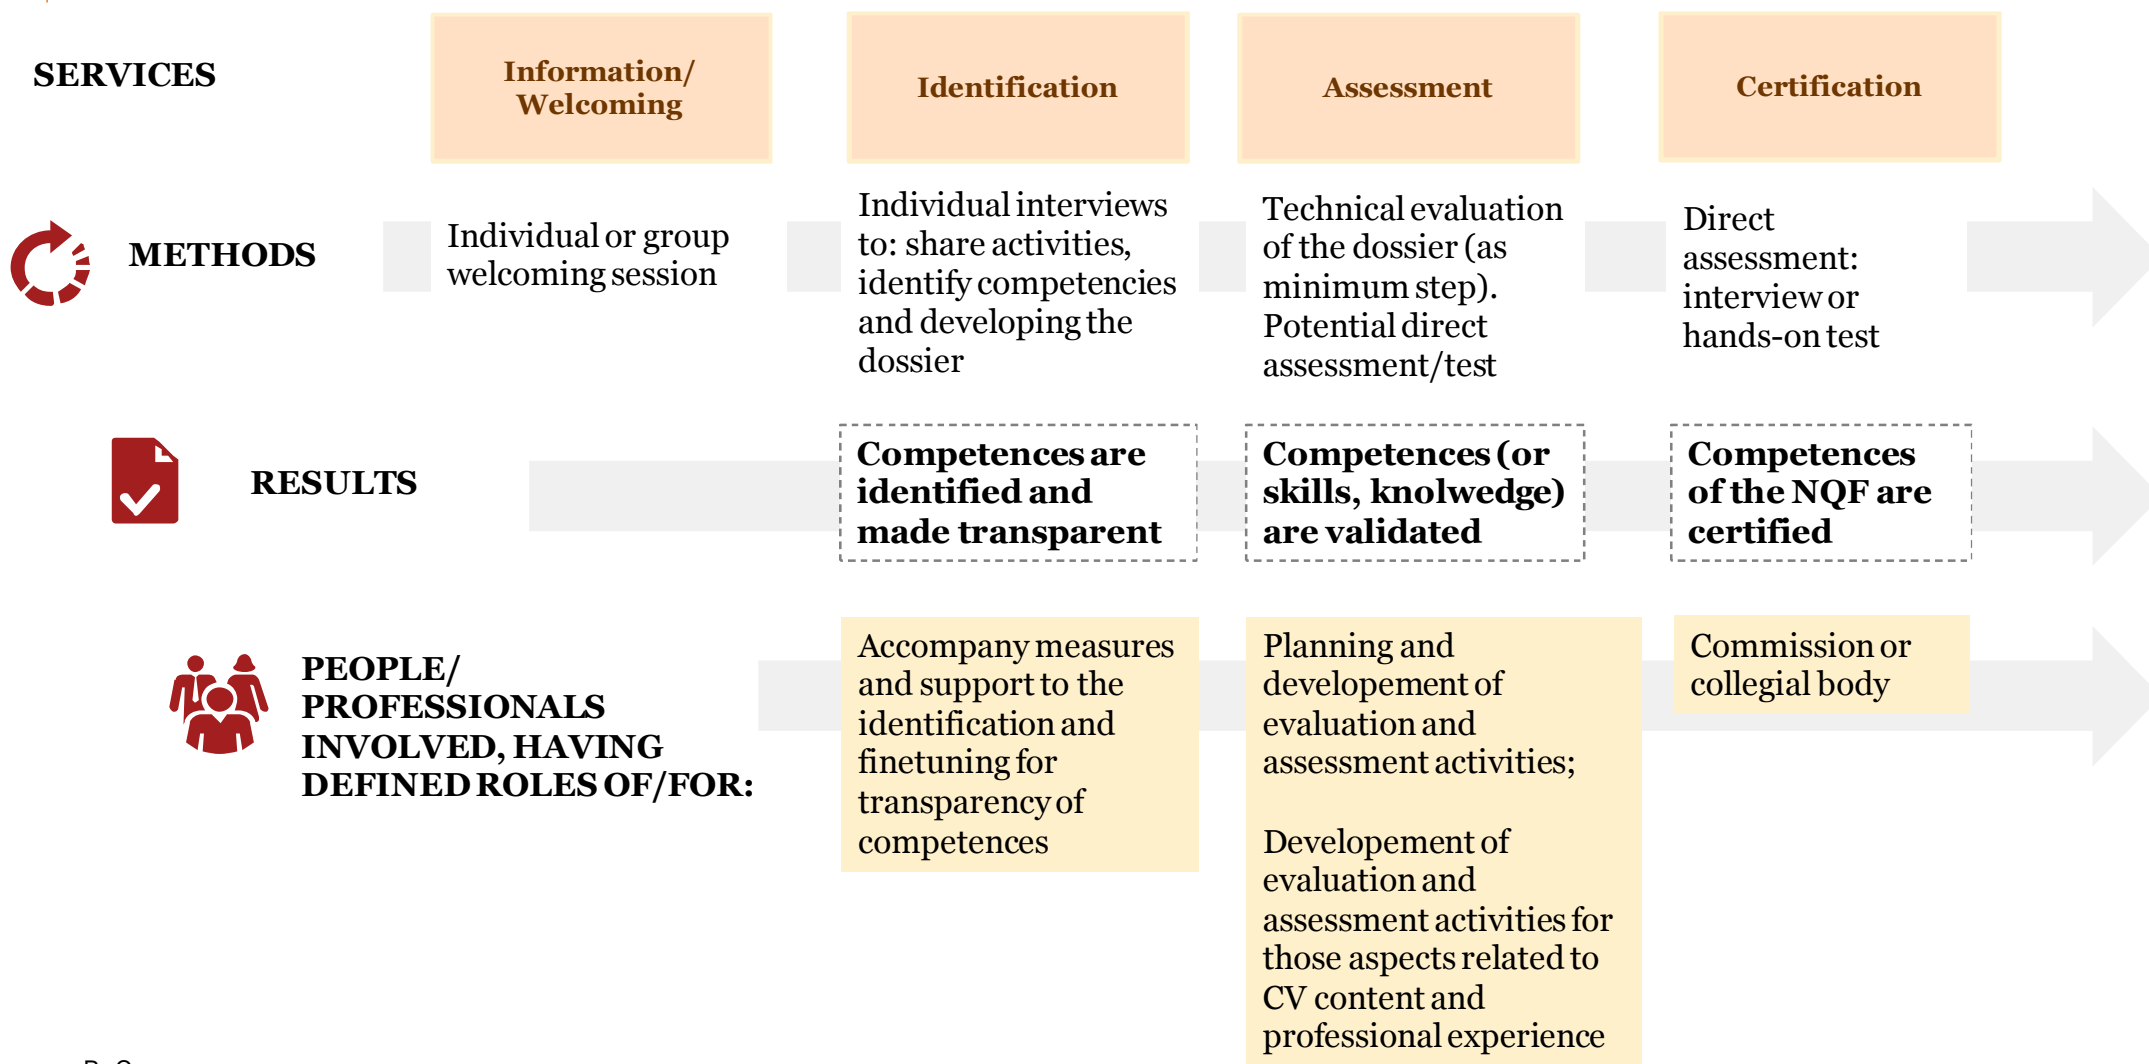 SERVICES
Information/
Welcoming
Identification
Assessment
Certification
METHODS
Individual or group
welcoming session
Individual interviews
to: share activities,
identify competencies
and developing the
dossier
Technical evaluation
of the dossier (as
minimum step).
Potential direct
assessment/test
Direct
assessment:
interview or
hands-on test
RESULTS
Competences are
identified and
made transparent
Competences (or
skills, knolwedge)
are validated
Competences
of the NQF are
certified
PEOPLE/
PROFESSIONALS
INVOLVED, HAVING
DEFINED ROLES OF/FOR:
Accompany measures
and support to the
identification and
finetuning for
transparency of
competences
Planning and
developement of
evaluation and
assessment activities;
Developement of
evaluation and
assessment activities for
those aspects related to
CV content and
professional experience
Commission or
collegial body